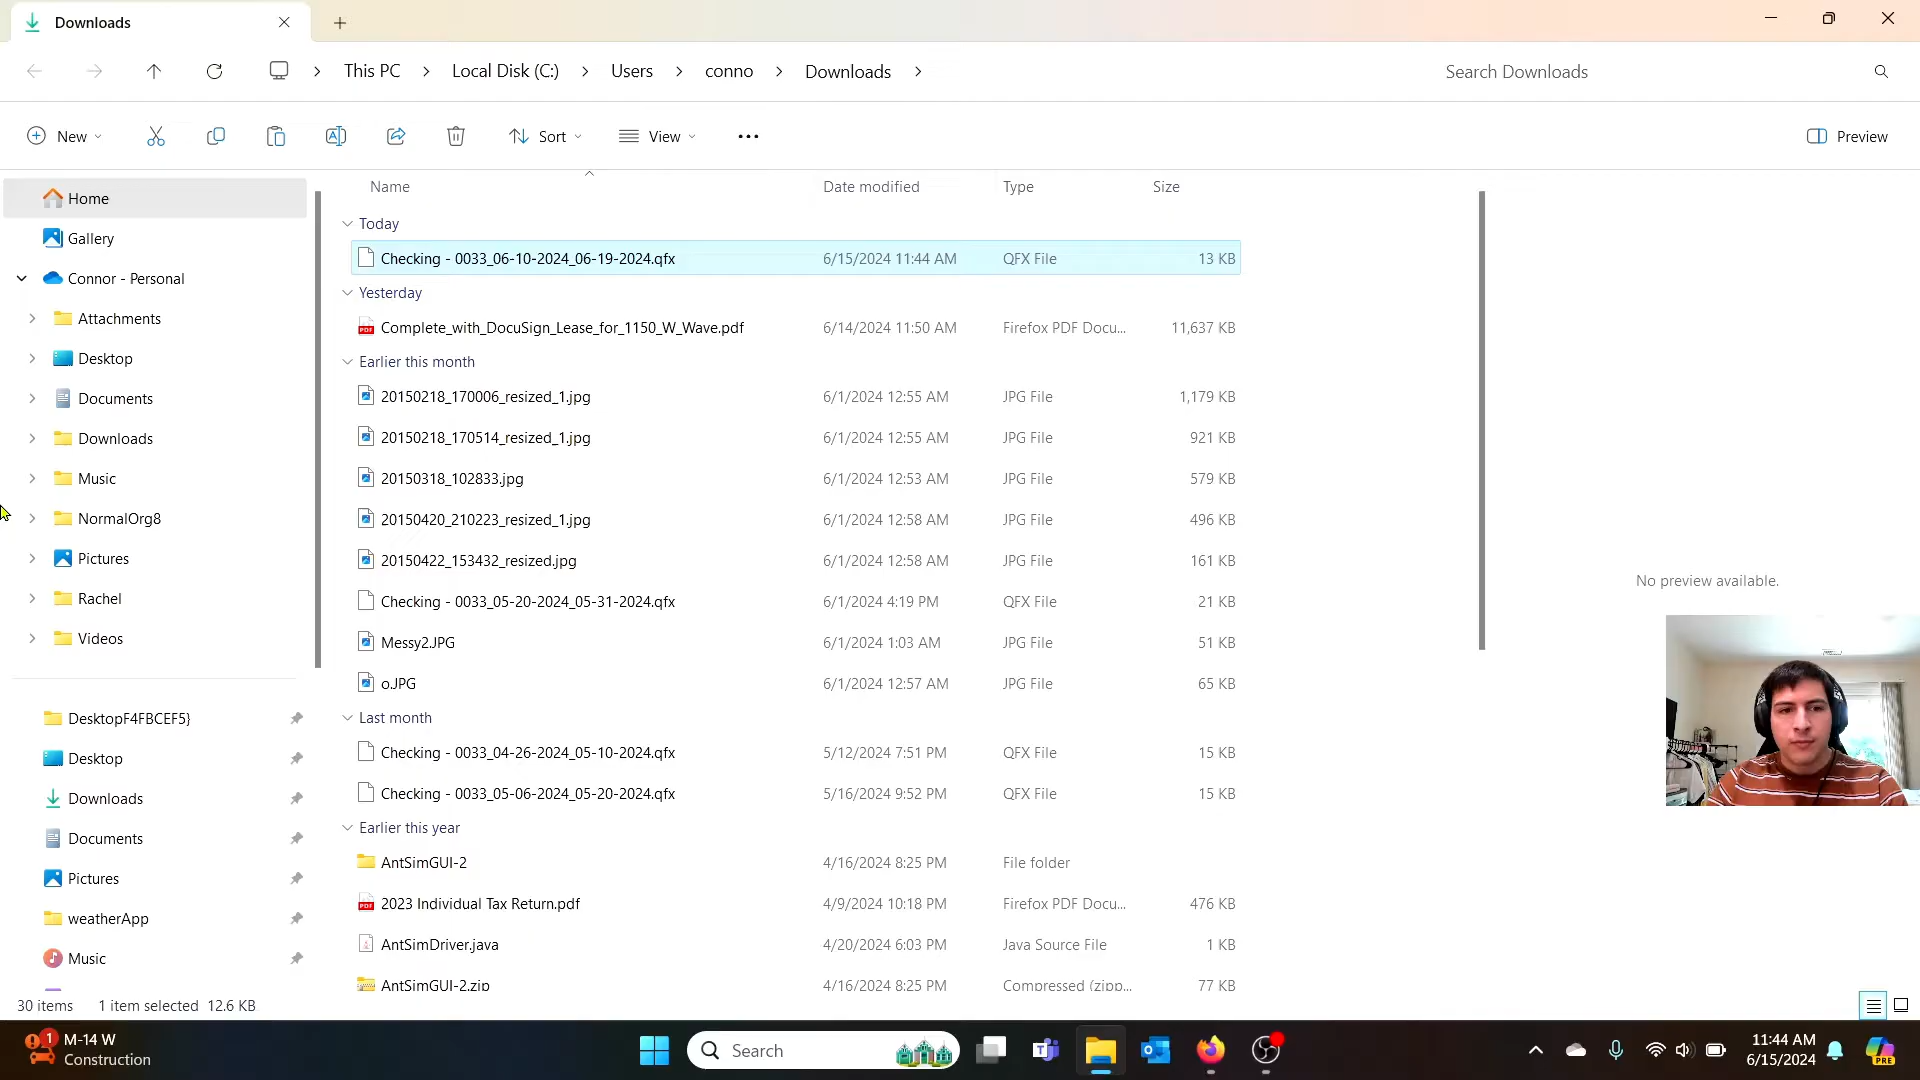 Downloads
This PC > Local Disk (C:) > Users > conno > Downloads >
Search Downloads
New
Sort
View
Preview
Home
Gallery
Connor - Personal
Attachments
Desktop
Documents
Downloads
Music
NormalOrg8
Pictures
Rachel
Videos
DesktopF4FBCEF5}
Desktop
Downloads
Documents
Pictures
weatherApp
Music
Name Date modified Type Size
Today
Checking - 0033_06-10-2024_06-19-2024.qfx 6/15/2024 11:44 AM QFX File 13 KB
Yesterday
Complete_with_DocuSign_Lease_for_1150_W_Wave.pdf 6/14/2024 11:50 AM Firefox PDF Docu... 11,637 KB
Earlier this month
20150218_170006_resized_1.jpg 6/1/2024 12:55 AM JPG File 1,179 KB
20150218_170514_resized_1.jpg 6/1/2024 12:55 AM JPG File 921 KB
20150318_102833.jpg 6/1/2024 12:53 AM JPG File 579 KB
20150420_210223_resized_1.jpg 6/1/2024 12:58 AM JPG File 496 KB
20150422_153432_resized.jpg 6/1/2024 12:58 AM JPG File 161 KB
Checking - 0033_05-20-2024_05-31-2024.qfx 6/1/2024 4:19 PM QFX File 21 KB
Messy2.JPG 6/1/2024 1:03 AM JPG File 51 KB
o.JPG 6/1/2024 12:57 AM JPG File 65 KB
Last month
Checking - 0033_04-26-2024_05-10-2024.qfx 5/12/2024 7:51 PM QFX File 15 KB
Checking - 0033_05-06-2024_05-20-2024.qfx 5/16/2024 9:52 PM QFX File 15 KB
Earlier this year
AntSimGUI-2 4/16/2024 8:25 PM File folder
2023 Individual Tax Return.pdf 4/9/2024 10:18 PM Firefox PDF Docu... 476 KB
AntSimDriver.java 4/20/2024 6:03 PM Java Source File 1 KB
AntSimGUI-2.zip 4/16/2024 8:25 PM Compressed (zipp... 77 KB
No preview available.
30 items 1 item selected 12.6 KB
1
M-14 W
Construction
Search
11:44 AM
6/15/2024
PRE